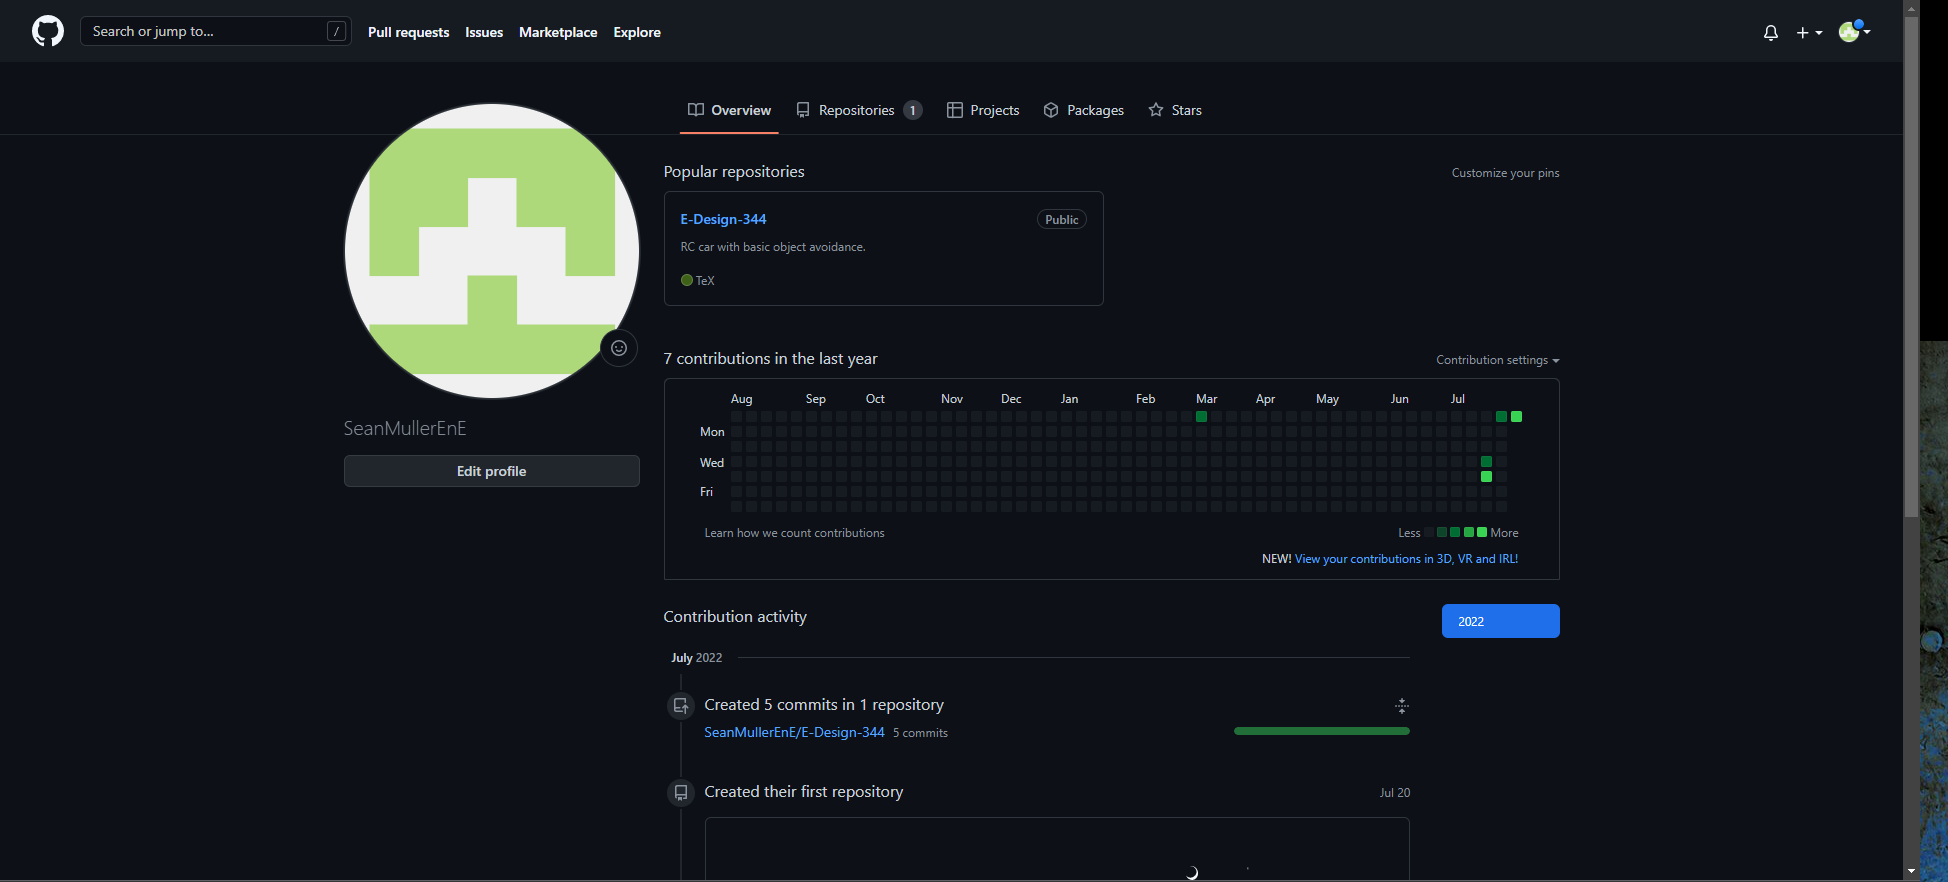 Search or jump to... /
Pull requests Issues Marketplace Explore
Overview Repositories 1 Projects Packages Stars
Popular repositories
Customize your pins
E-Design-344 Public
RC car with basic object avoidance.
TeX
7 contributions in the last year
Contribution settings
Aug Sep Oct Nov Dec Jan Feb Mar Apr May Jun Jul
Mon
Wed
Fri
Learn how we count contributions
Less More
NEW! View your contributions in 3D, VR and IRL!
SeanMullerEnE
Edit profile
Contribution activity
2022
July 2022
Created 5 commits in 1 repository
SeanMullerEnE/E-Design-344 5 commits
Created their first repository
Jul 20